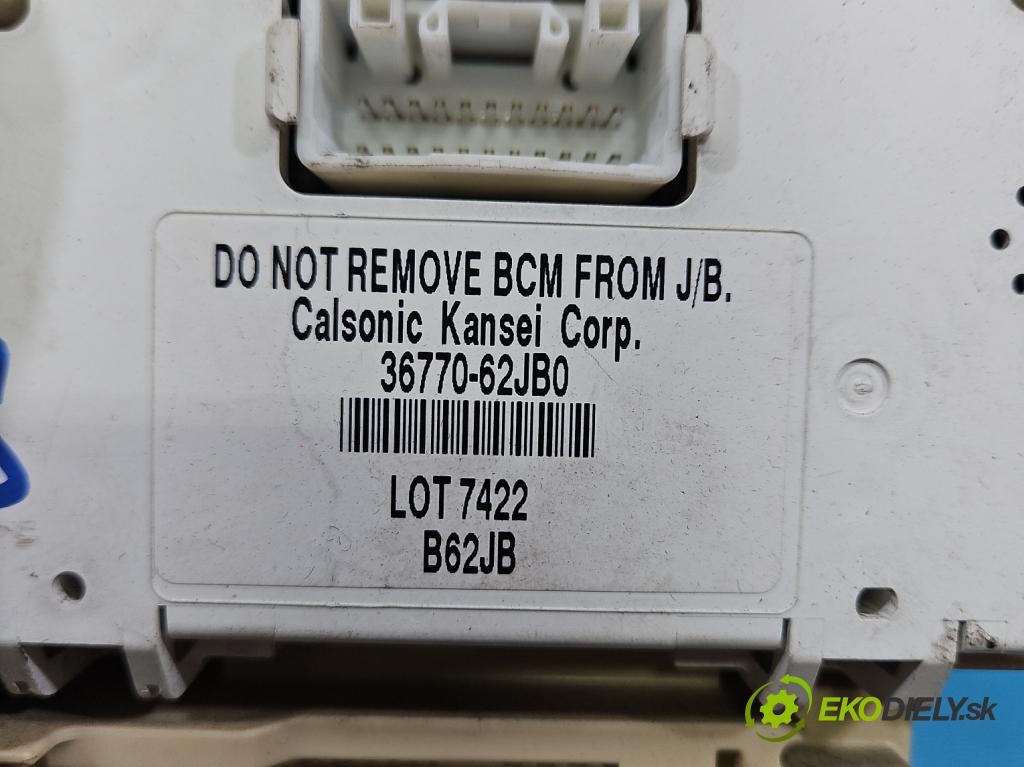 DO NOT REMOVE BCM FROM J/B.
Calsonic Kansei Corp.
36770-62JB0
LOT 7422
B62JB
EKODIELY.sk